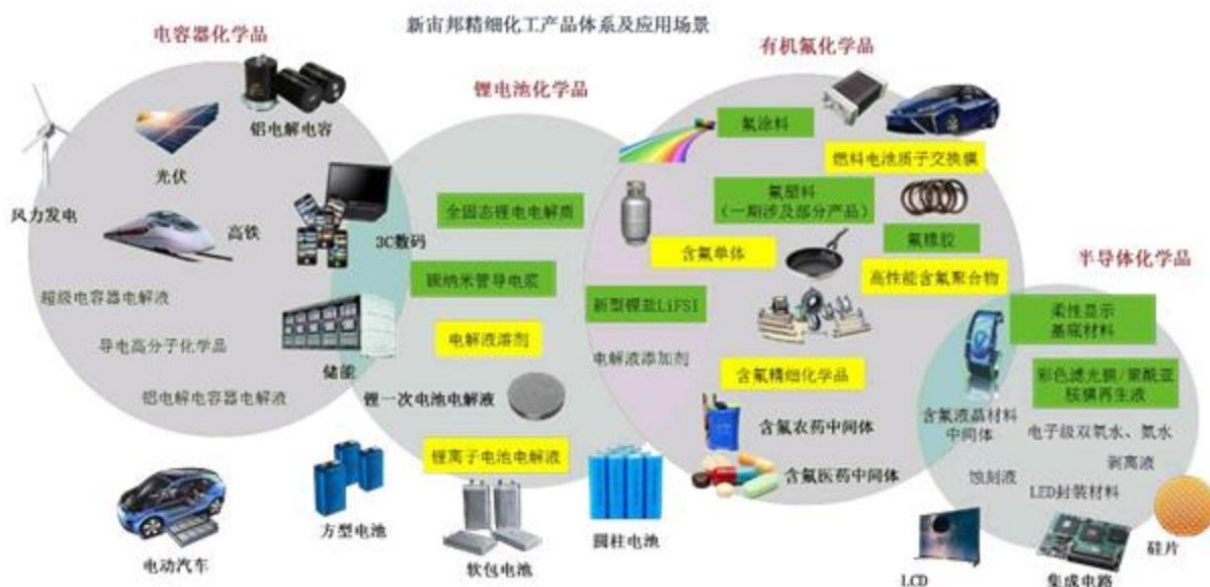 新宙邦精细化工产品体系及应用场景
电容器化学品
铝电解电容
光伏
风力发电
高铁
3C数码
超级电容器电解液
导电高分子化学品
储能
铝电解电容器电解液
电动汽车
锂电池化学品
全固态锂电电解质
碳纳米管导电浆
电解液溶剂
锂一次电池电解液
锂离子电池电解液
方型电池
软包电池
圆柱电池
新型锂盐LiFSI
电解液添加剂
有机氟化学品
氟涂料
燃料电池质子交换膜
氟塑料
(一期涉及部分产品)
氟橡胶
含氟单体
高性能含氟聚合物
含氟精细化学品
含氟农药中间体
含氟医药中间体
半导体化学品
柔性显示
基底材料
彩色滤光膜/聚酰亚
胺膜再生液
含氟液晶材料
中间体
电子级双氧水、氨水
剥离液
蚀刻液
LED封装材料
硅片
LCD
集成电路